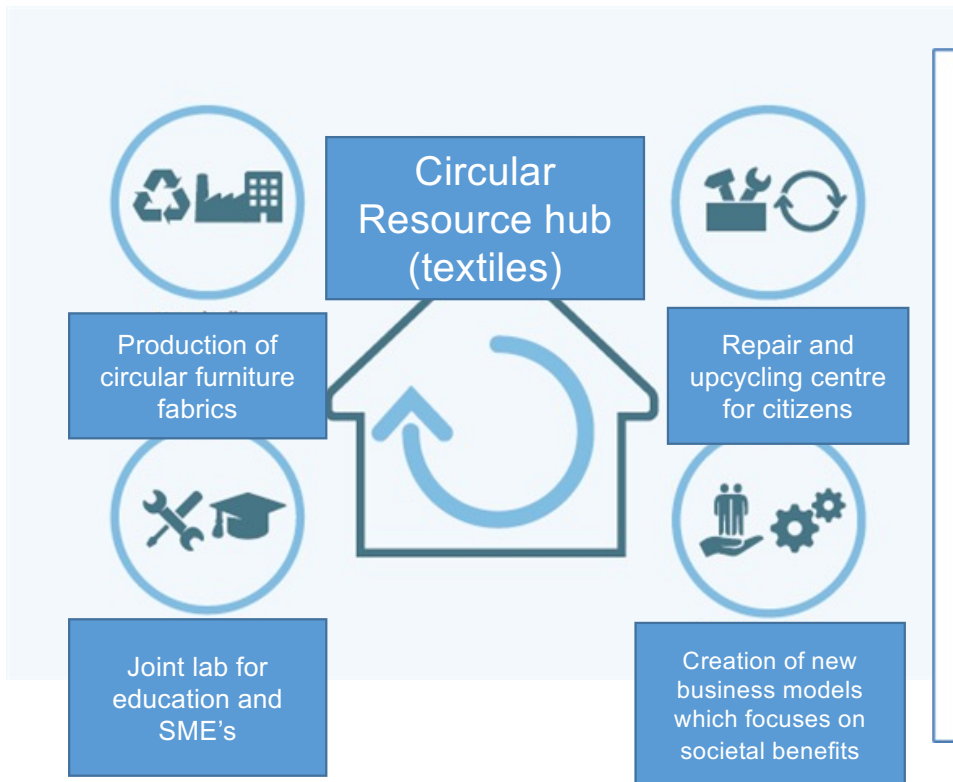 Circular
Resource hub
(textiles)
Production of
circular furniture
fabrics
Repair and
upcycling centre
for citizens
Joint lab for
education and
SME's
Creation of new
business models
which focuses on
societal benefits